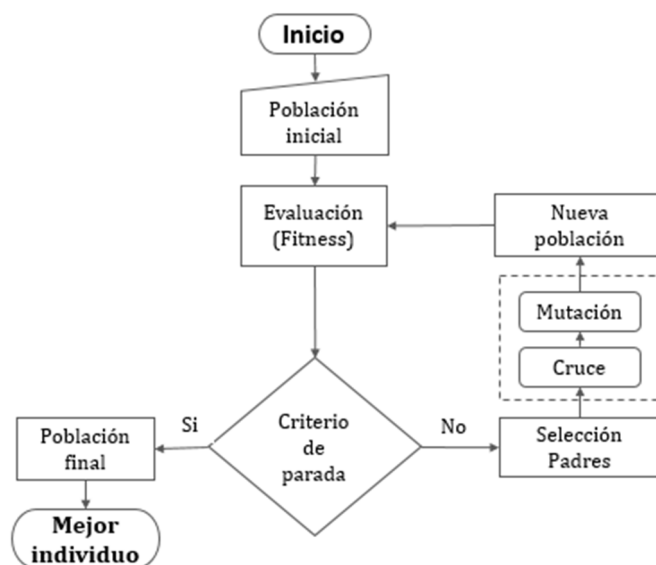 Inicio
Población
inicial
Evaluación
(Fitness)
Nueva
población
Mutación
Cruce
Criterio
de
parada
Si
No
Selección
Padres
Población
final
Mejor
individuo